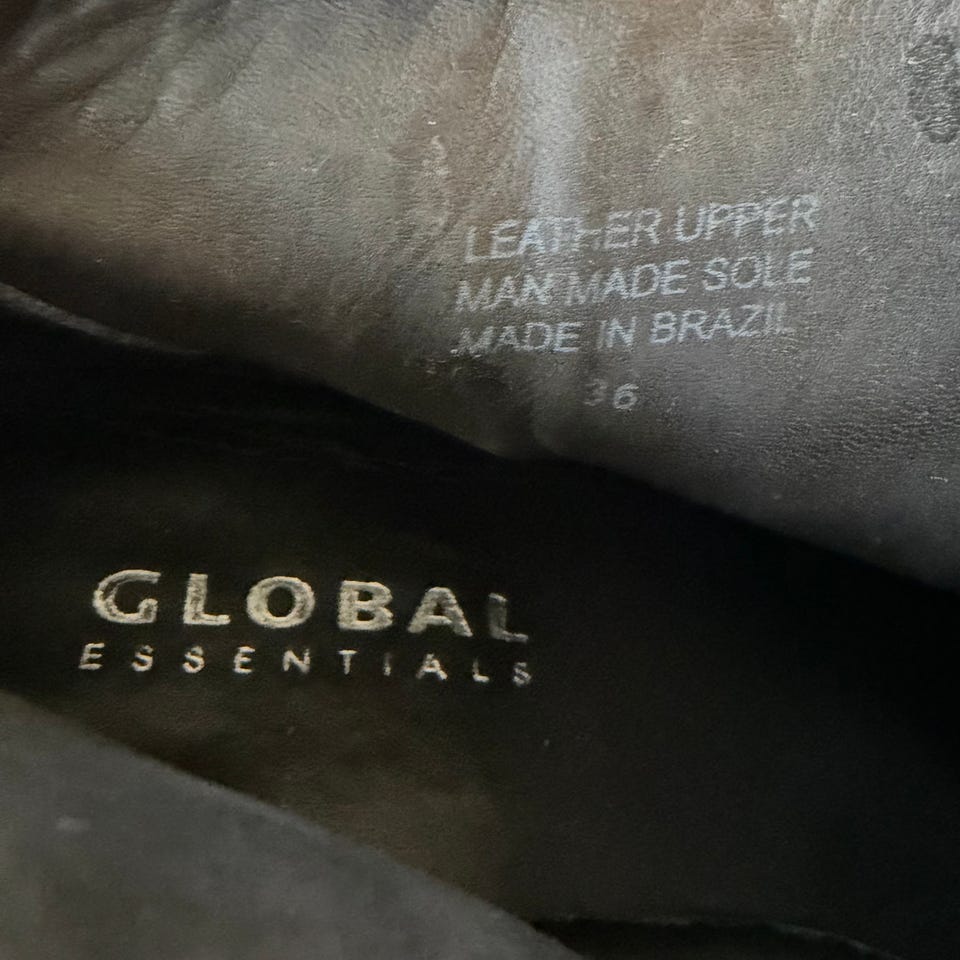 LEATHER UPPER
MAN MADE SOLE
MADE IN BRAZIL
36
GLOBAL
ESSENTIALS